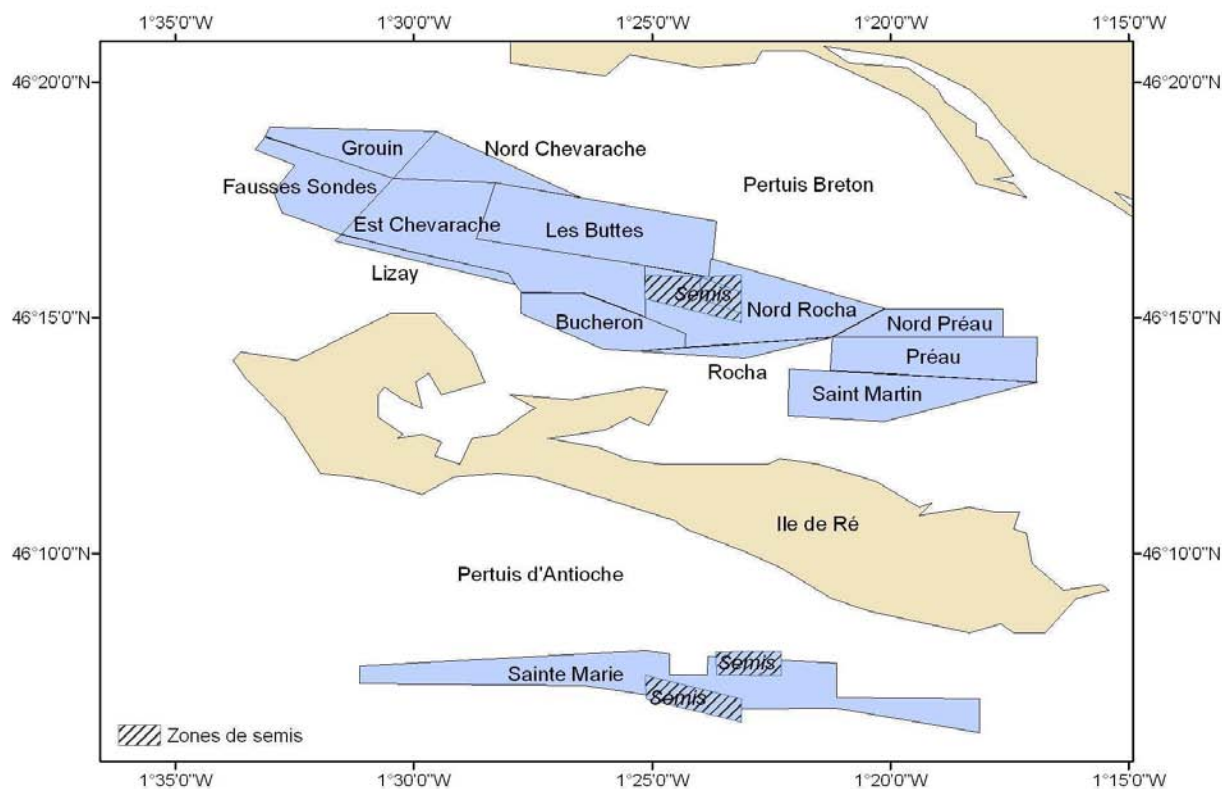 1°35'0"W 1°30'0"W 1°25'0"W 1°20'0"W 1°15'0"W
46°20'0"N 46°20'0"N
Grouin
Nord Chevarache
Fausses Sondes
Pertuis Breton
Est Chevarache
Les Buttes
Lizay
Semis
Nord Rocha
46°15'0"N 46°15'0"N
Bucheron
Nord Préau
Préau
Rocha
Saint Martin
Ile de Ré
46°10'0"N 46°10'0"N
Pertuis d'Antioche
Semis
Sainte Marie
Semis
Zones de semis
1°35'0"W 1°30'0"W 1°25'0"W 1°20'0"W 1°15'0"W